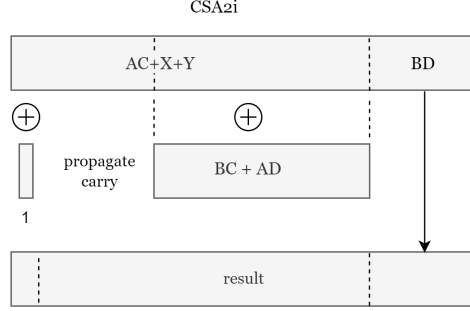 CSA2i
AC+X+Y
BD
propagate
carry
BC + AD
1
result